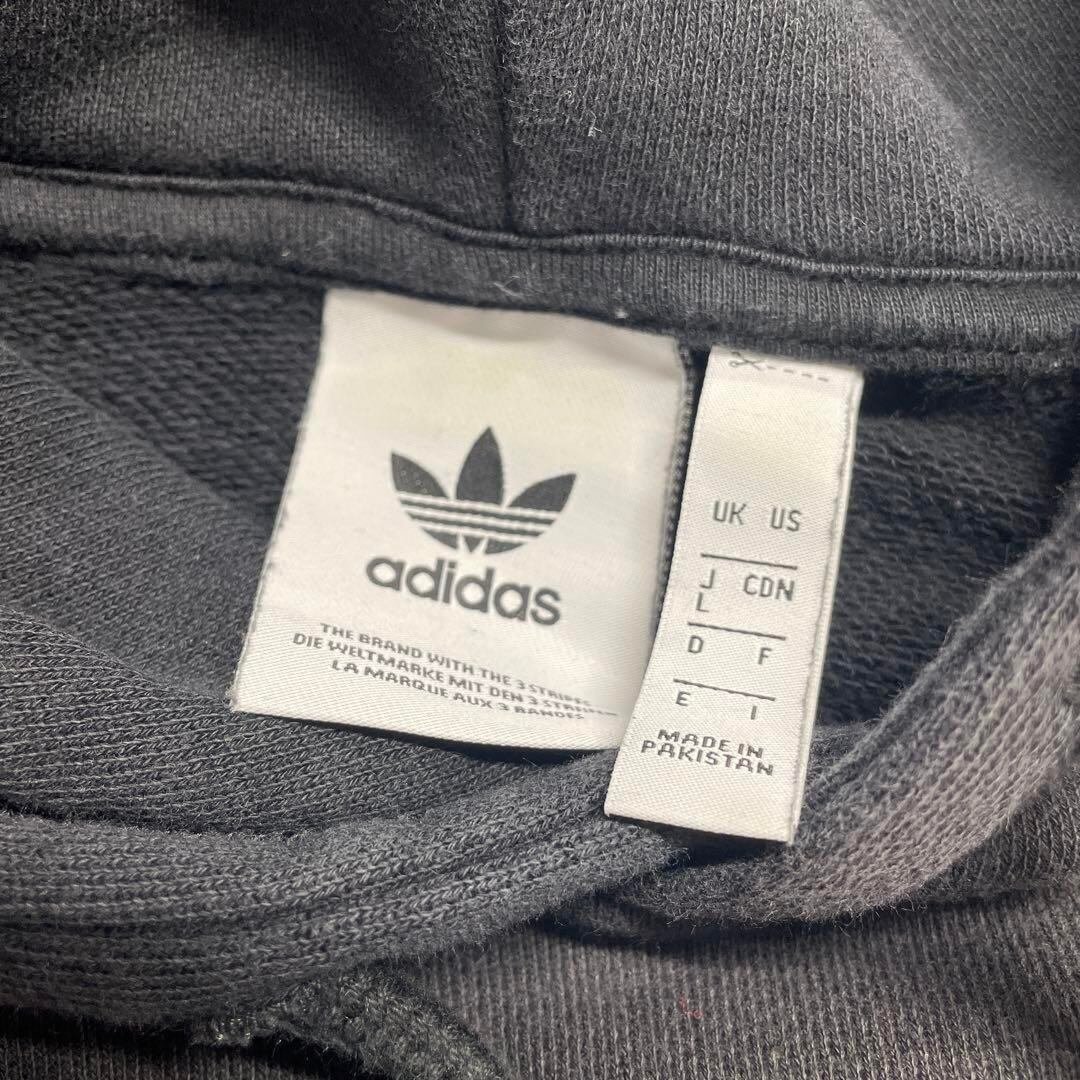 adidas
THE BRAND WITH THE 3 STRIPES
DIE WELTMARKE MIT DEN 3 STREIFEN
LA MARQUE AUX 3 BANDES
UK US
J CDN
L
D F
E I
MADE IN
PAKISTAN